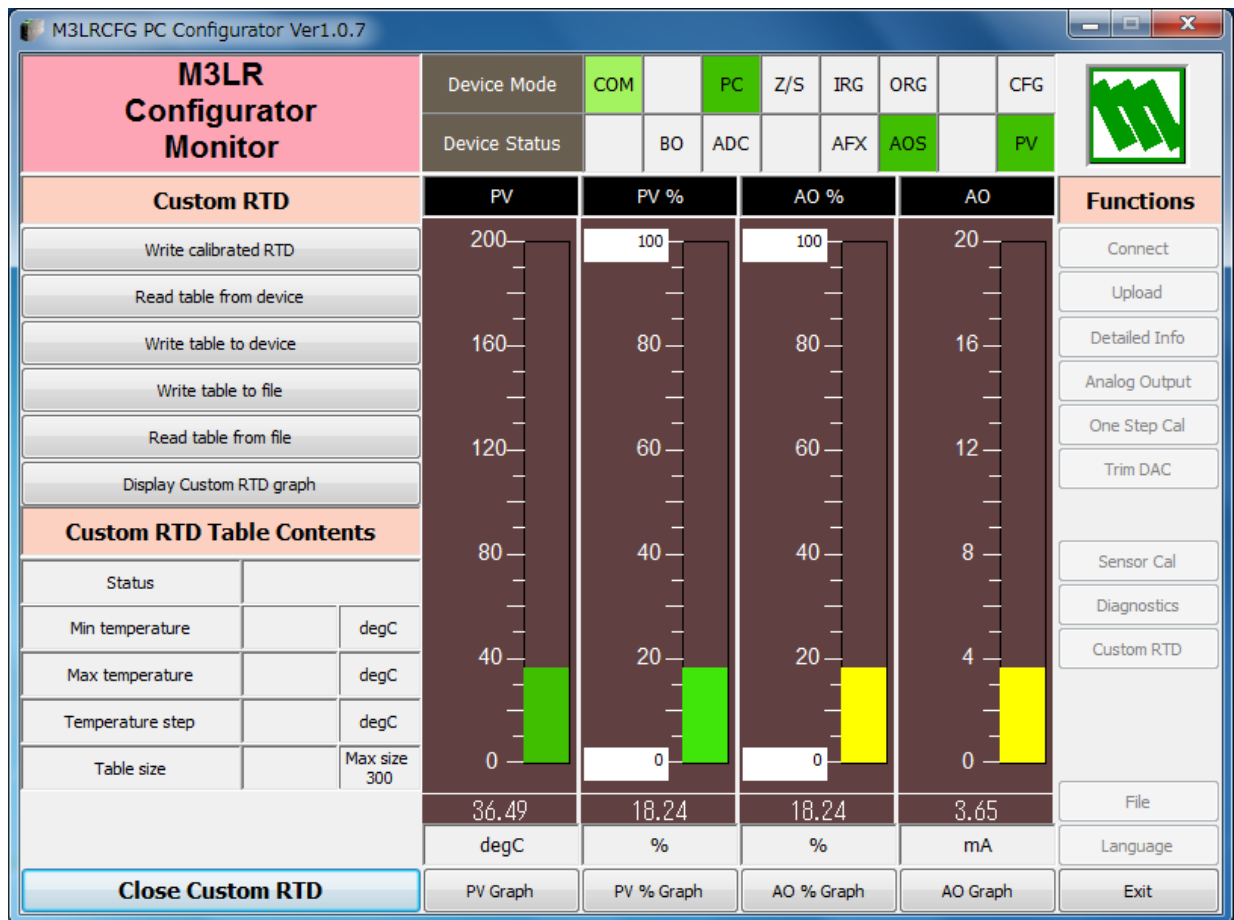 M3LRCFG PC Configurator Ver1.0.7
M3LR
Configurator
Monitor
Device Mode
COM
PC
Z/S
IRG
ORG
CFG
Device Status
BO
ADC
AFX
AOS
PV
Custom RTD
Write calibrated RTD
Read table from device
Write table to device
Write table to file
Read table from file
Display Custom RTD graph
Custom RTD Table Contents
Status
Min temperature
degC
Max temperature
degC
Temperature step
degC
Table size
Max size
300
Close Custom RTD
PV
200
160
120
80
40
0
36.49
degC
PV Graph
PV %
100
80
60
40
20
0
18.24
%
PV % Graph
AO %
100
80
60
40
20
0
18.24
%
AO % Graph
AO
20
16
12
8
4
0
3.65
mA
AO Graph
Functions
Connect
Upload
Detailed Info
Analog Output
One Step Cal
Trim DAC
Sensor Cal
Diagnostics
Custom RTD
File
Language
Exit